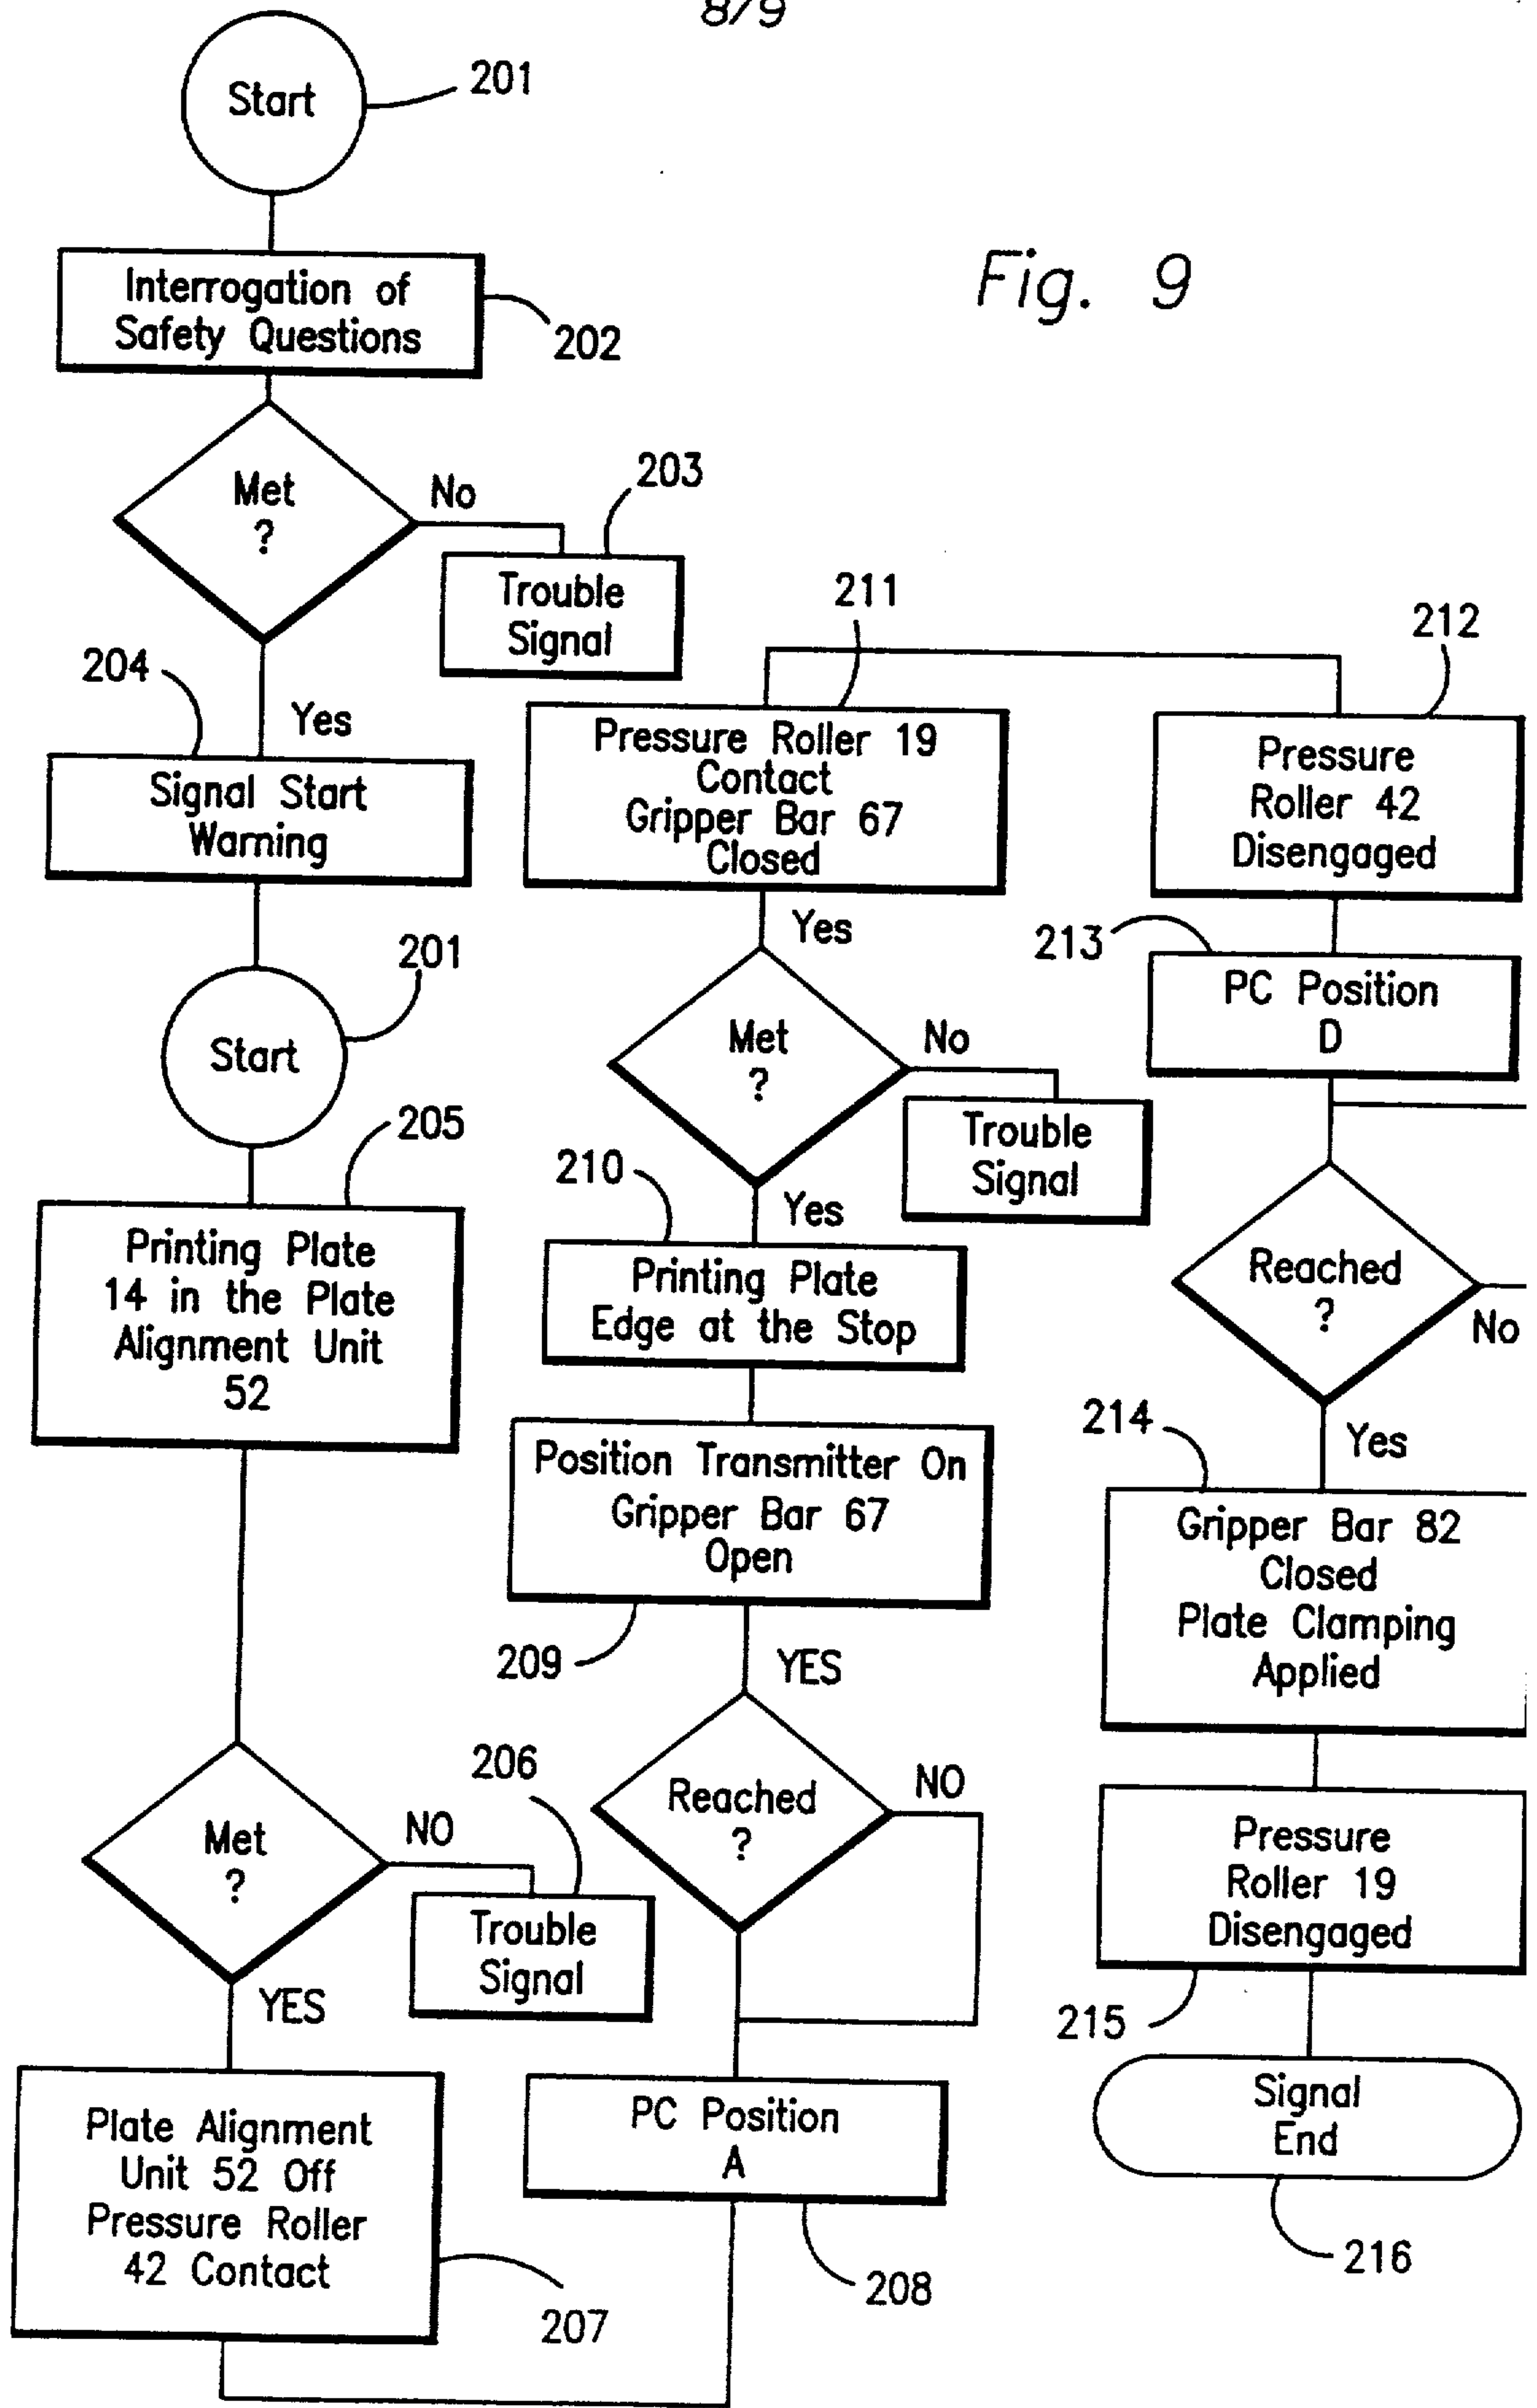 8/9
Fig. 9
Start
201
Interrogation of
Safety Questions
202
Met
?
No
203
Trouble
Signal
204
Yes
Signal Start
Warning
201
Start
205
Printing Plate
14 in the Plate
Alignment Unit
52
Met
?
NO
206
Trouble
Signal
YES
Plate Alignment
Unit 52 Off
Pressure Roller
42 Contact
207
211
Pressure Roller 19
Contact
Gripper Bar 67
Closed
Yes
Met
?
No
Trouble
Signal
210
Yes
Printing Plate
Edge at the Stop
Position Transmitter On
Gripper Bar 67
Open
209
YES
Reached
?
NO
PC Position
A
208
212
Pressure
Roller 42
Disengaged
213
PC Position
D
Reached
?
No
214
Yes
Gripper Bar 82
Closed
Plate Clamping
Applied
Pressure
Roller 19
Disengaged
215
Signal
End
216